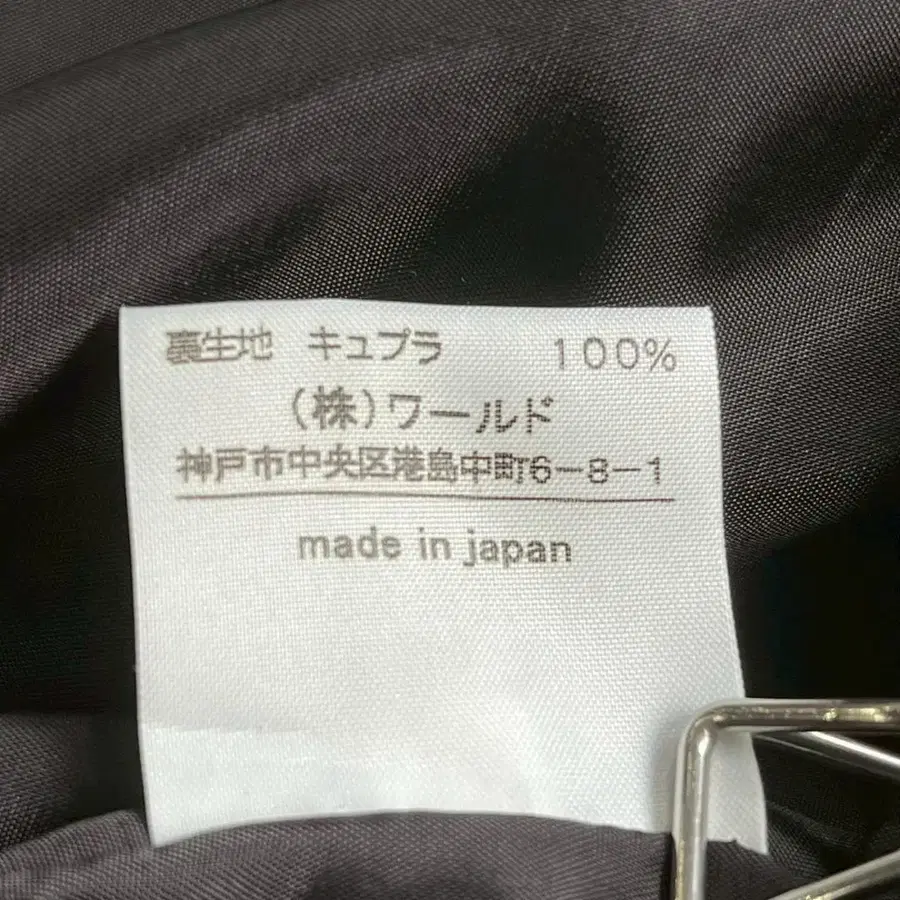 裏生地 キュプラ 100%
(株)ワールド
神戸市中央区港島中町6-8-1
made in japan